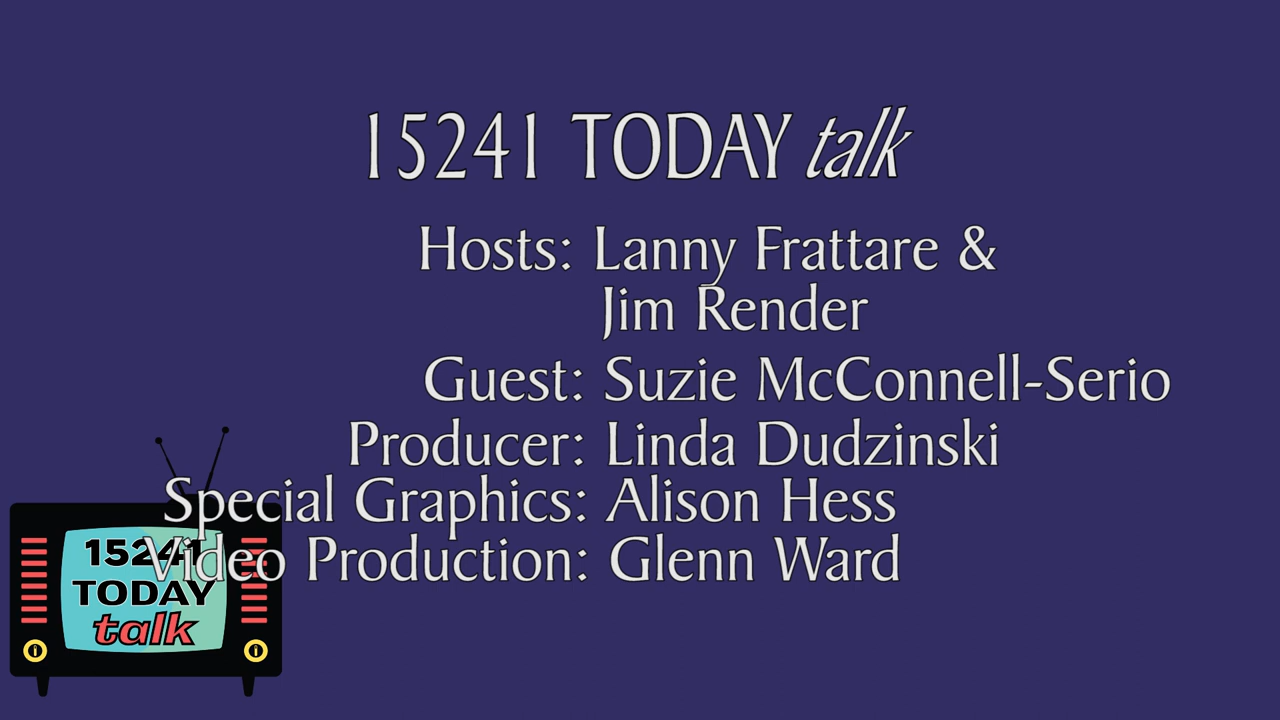 15241 TODAY talk
Hosts: Lanny Frattare &
Jim Render
Guest: Suzie McConnell-Serio
Producer: Linda Dudzinski
Special Graphics: Alison Hess
Video Production: Glenn Ward
15241
TODAY
talk